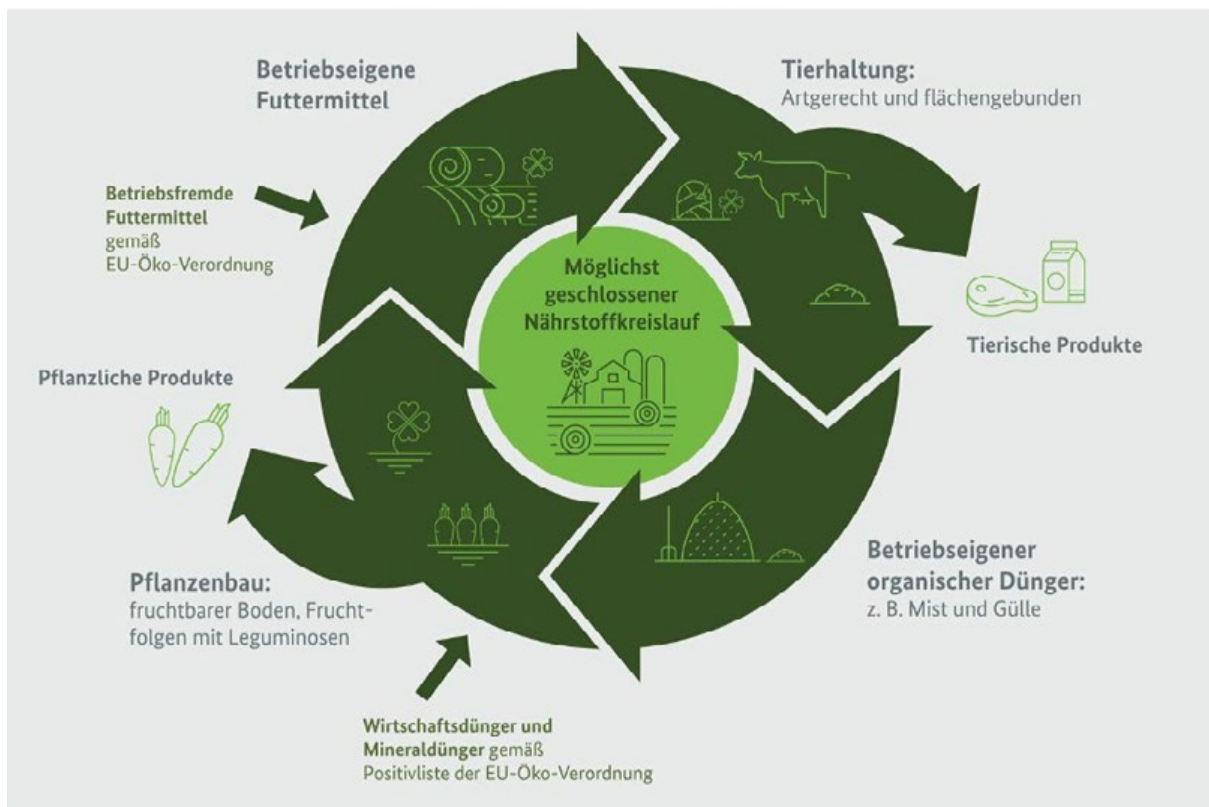 Betriebseigene
Futtermittel
Tierhaltung:
Artgerecht und flächengebunden
Betriebsfremde
Futtermittel
gemäß
EU-Öko-Verordnung
Möglichst
geschlossener
Nährstoffkreislauf
Tierische Produkte
Pflanzliche Produkte
Betriebseigener
organischer Dünger:
z. B. Mist und Gülle
Pflanzenbau:
fruchtbarer Boden, Frucht-
folgen mit Leguminosen
Wirtschaftsdünger und
Mineraldünger gemäß
Positivliste der EU-Öko-Verordnung